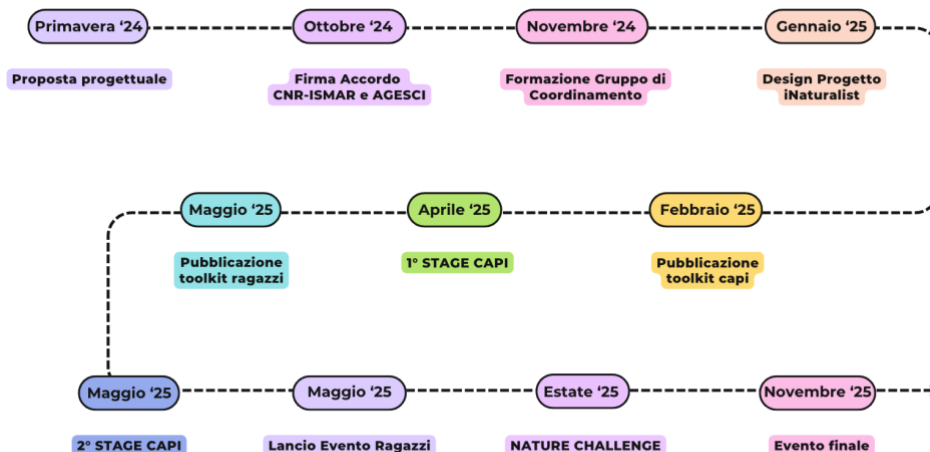 Primavera ‘24
Ottobre ‘24
Novembre ‘24
Gennaio ‘25
Proposta progettuale
Firma Accordo
CNR-ISMAR e AGESCI
Formazione Gruppo di
Coordinamento
Design Progetto
iNaturalist
Maggio ‘25
Aprile ‘25
Febbraio ‘25
Pubblicazione
toolkit ragazzi
1° STAGE CAPI
Pubblicazione
toolkit capi
Maggio ‘25
Maggio ‘25
Estate ‘25
Novembre ‘25
2° STAGE CAPI
Lancio Evento Ragazzi
NATURE CHALLENGE
Evento finale